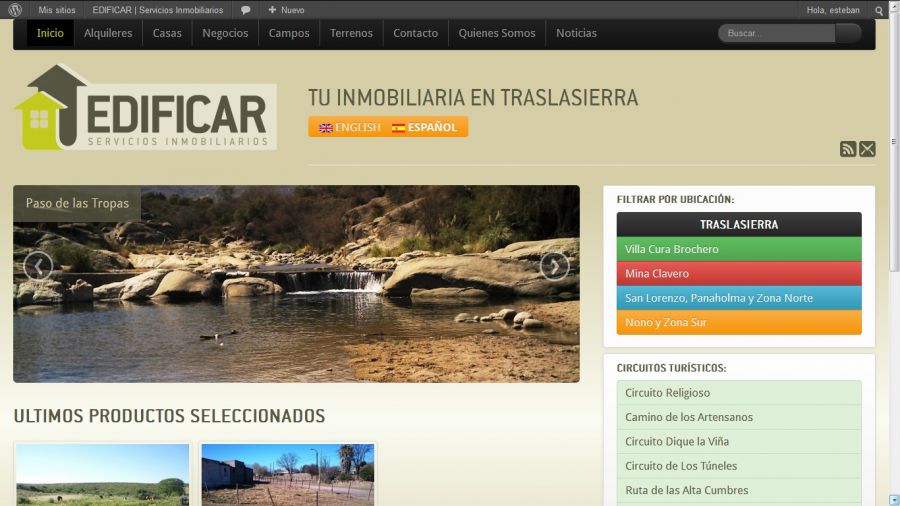 Mis sitios EDIFICAR | Servicios Inmobiliarios Nuevo Hola, esteban
Inicio Alquileres Casas Negocios Campos Terrenos Contacto Quienes Somos Noticias Buscar...
EDIFICAR
SERVICIOS INMOBILIARIOS
TU INMOBILIARIA EN TRASLASIERRA
ENGLISH ESPAÑOL
Paso de las Tropas
FILTRAR POR UBICACIÓN:
TRASLASIERRA
Villa Cura Brochero
Mina Clavero
San Lorenzo, Panaholma y Zona Norte
Nono y Zona Sur
CIRCUITOS TURÍSTICOS:
Circuito Religioso
Camino de los Artensanos
Circuito Dique la Viña
Circuito de Los Túneles
Ruta de las Alta Cumbres
ULTIMOS PRODUCTOS SELECCIONADOS